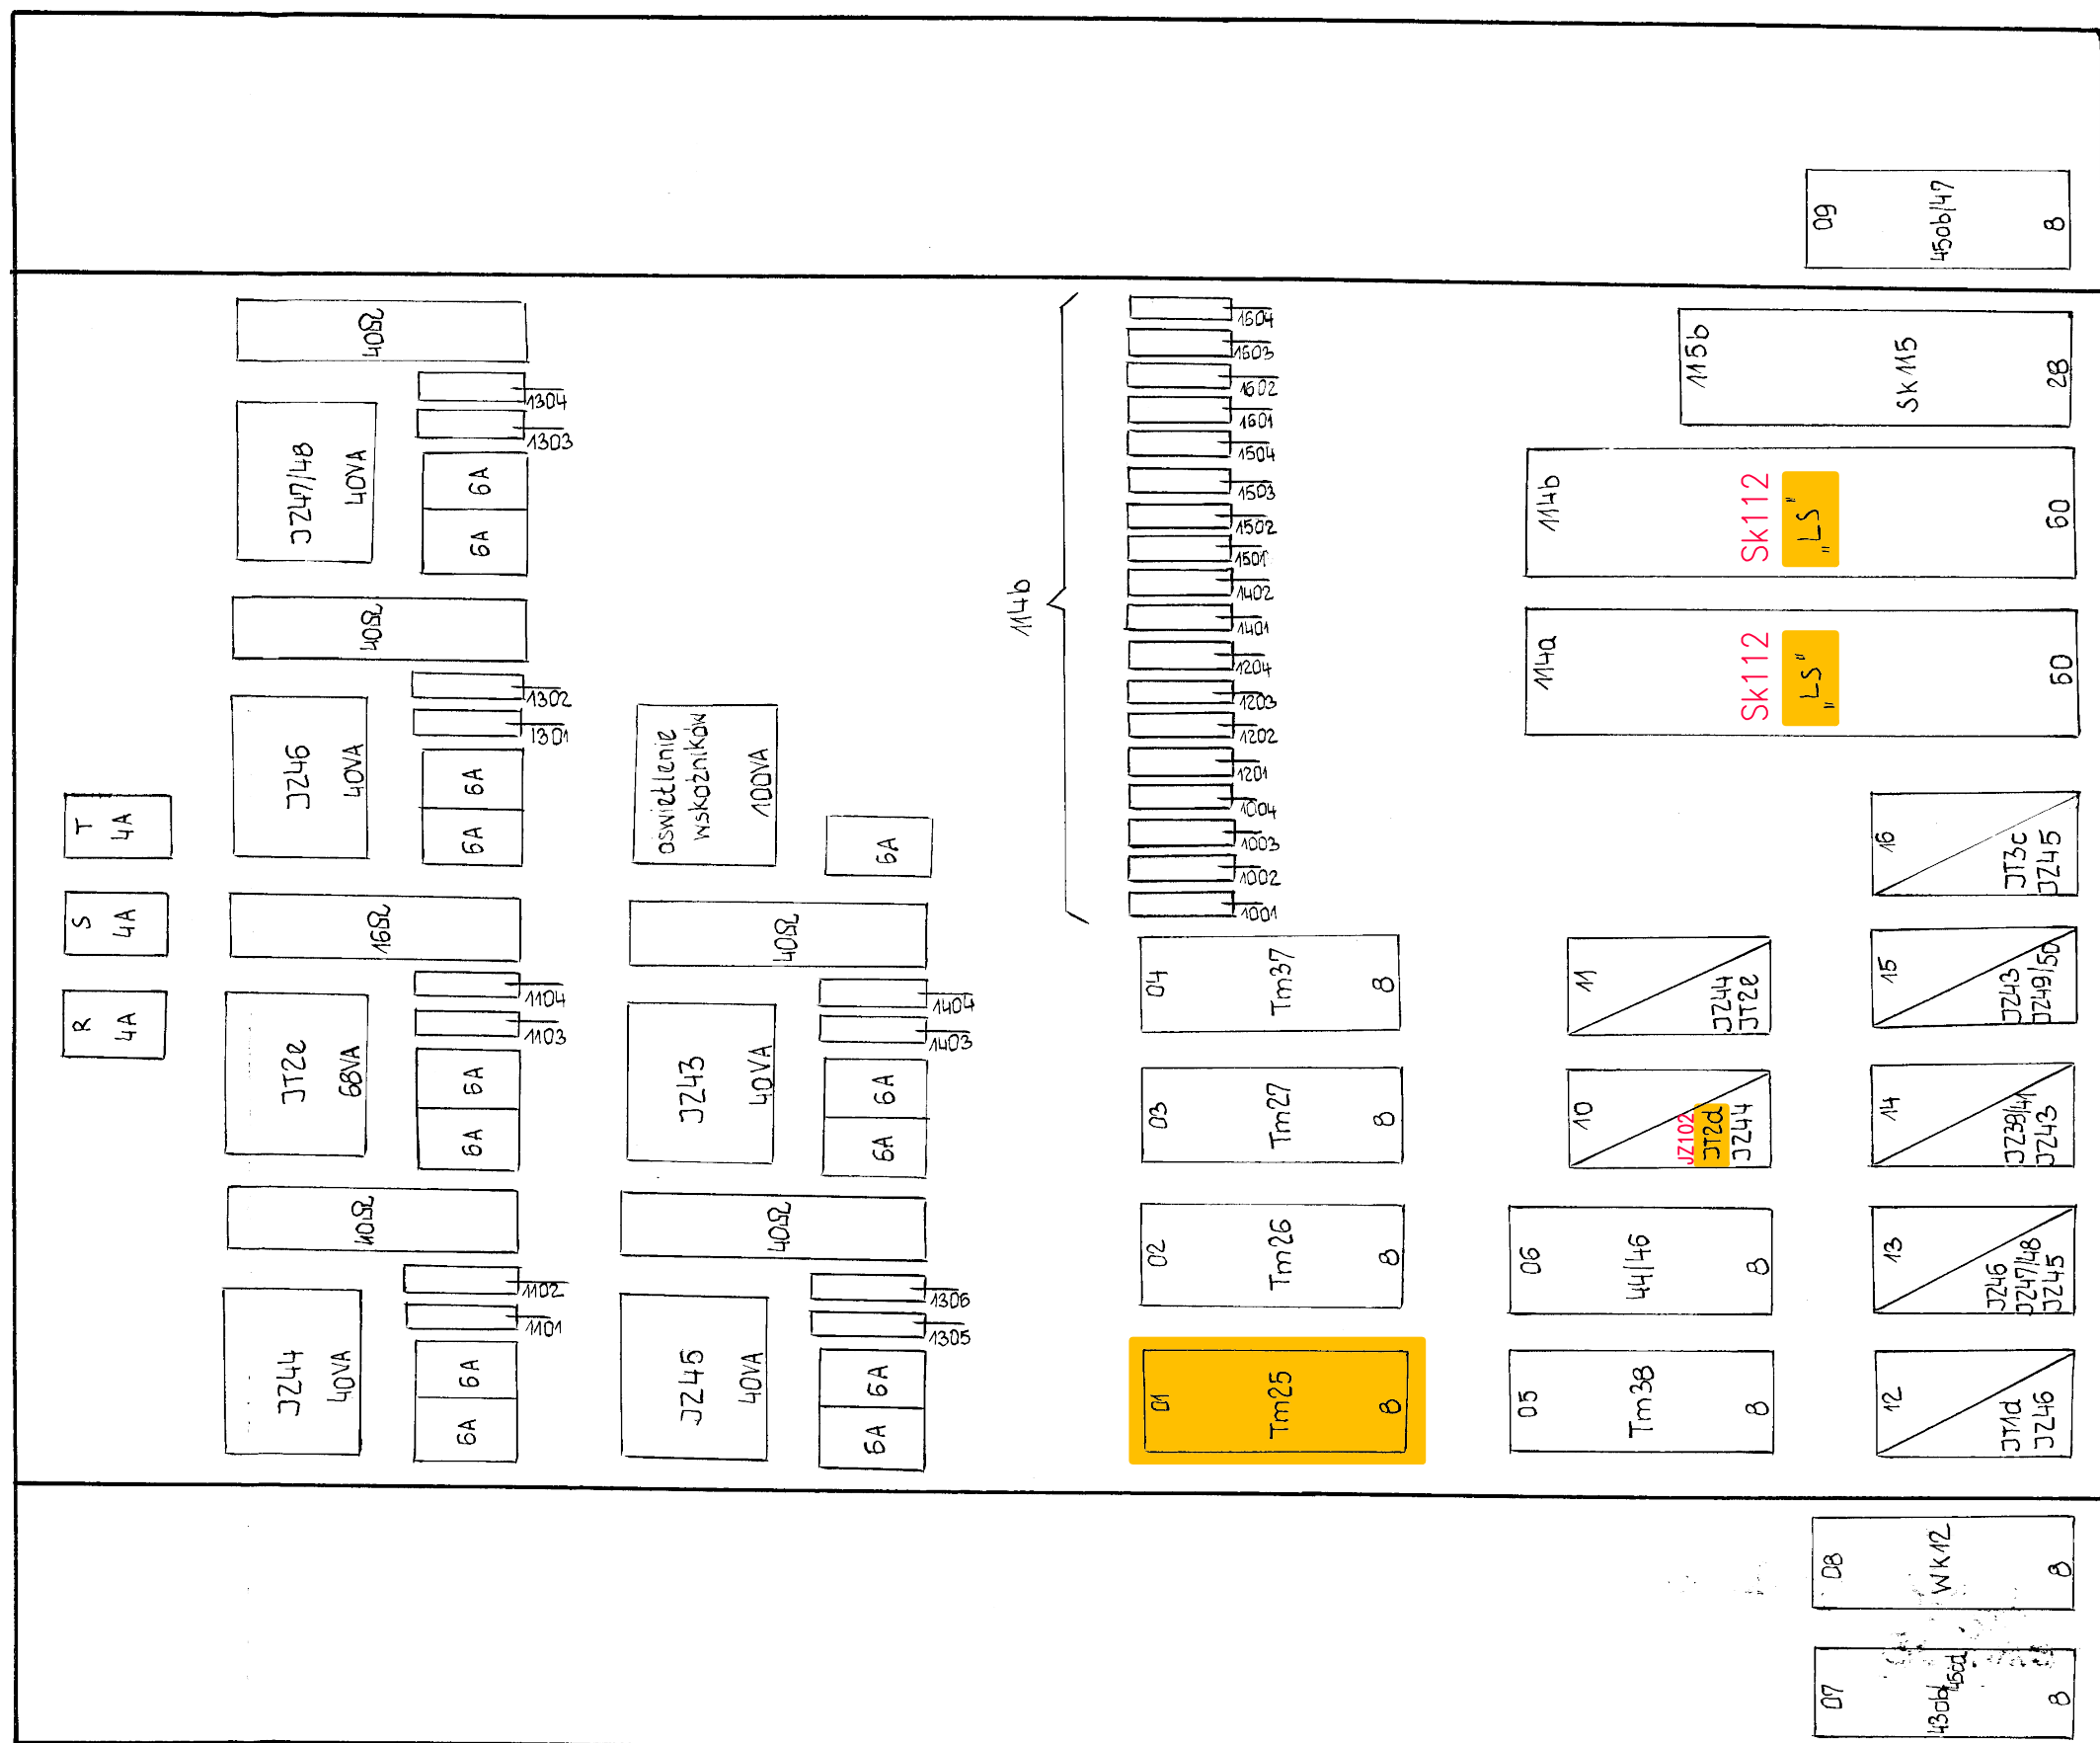 R
4A
S
4A
T
4A
JZ44
40VA
40Ω
JT2e
68VA
16Ω
JZ46
40VA
40Ω
JZ47/48
40VA
40Ω
6A 6A
1101 1102
6A 6A
1103 1104
6A 6A
1301 1302
6A 6A
1303 1304
JZ45
40VA
40Ω
JZ43
40VA
40Ω
oświetlenie
wskaźników
100VA
6A 6A
1305 1306
6A 6A
1403 1404
6A
114b
01
Tm25
8
02
Tm26
8
03
Tm27
8
04
Tm37
8
1001 1002 1003 1004 1201 1202 1203 1204 1401 1402 1501 1502 1503 1504 1601 1602 1603 1604
05
Tm38
8
06
44/46
8
10
JZ102
JT2d
JZ44
11
JZ44
JT2e
114a
Sk112
„LS"
60
114b
Sk112
„LS"
60
115b
Sk115
28
07
8
08
WK12
8
12
JT1d
JZ46
13
JZ46
JZ47/48
JZ45
14
JZ39/41
JZ43
15
JZ43
JZ49/50
16
JT3c
JZ45
09
450b/47
8